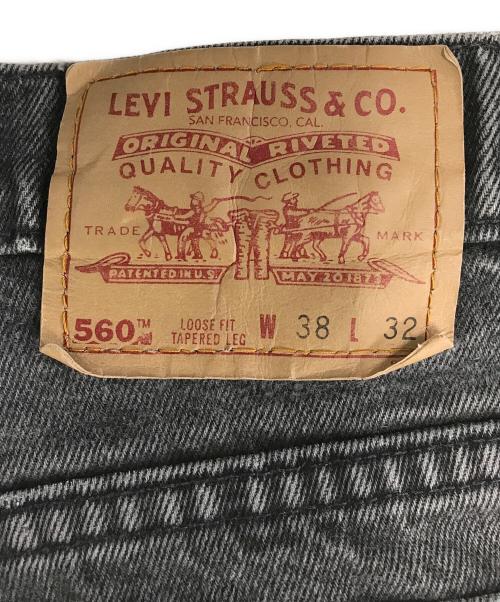 LEVI STRAUSS & CO.
SAN FRANCISCO, CAL.
ORIGINAL RIVETED
QUALITY CLOTHING
TRADE MARK
PATENTED IN U.S. MAY 20 1873
560™ LOOSE FIT W 38 L 32
TAPERED LEG